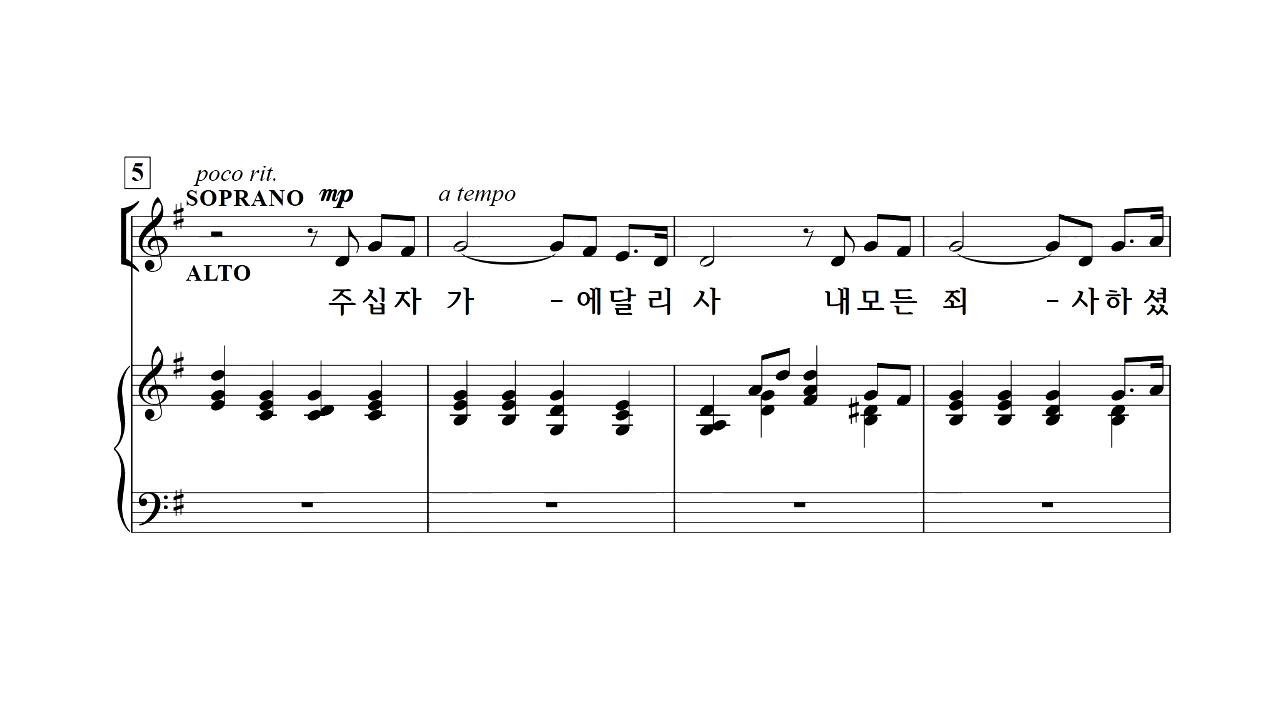 5
poco rit.
SOPRANO mp a tempo
ALTO
주십자 가 - 에달 리 사 내모든 죄 - 사하 셨